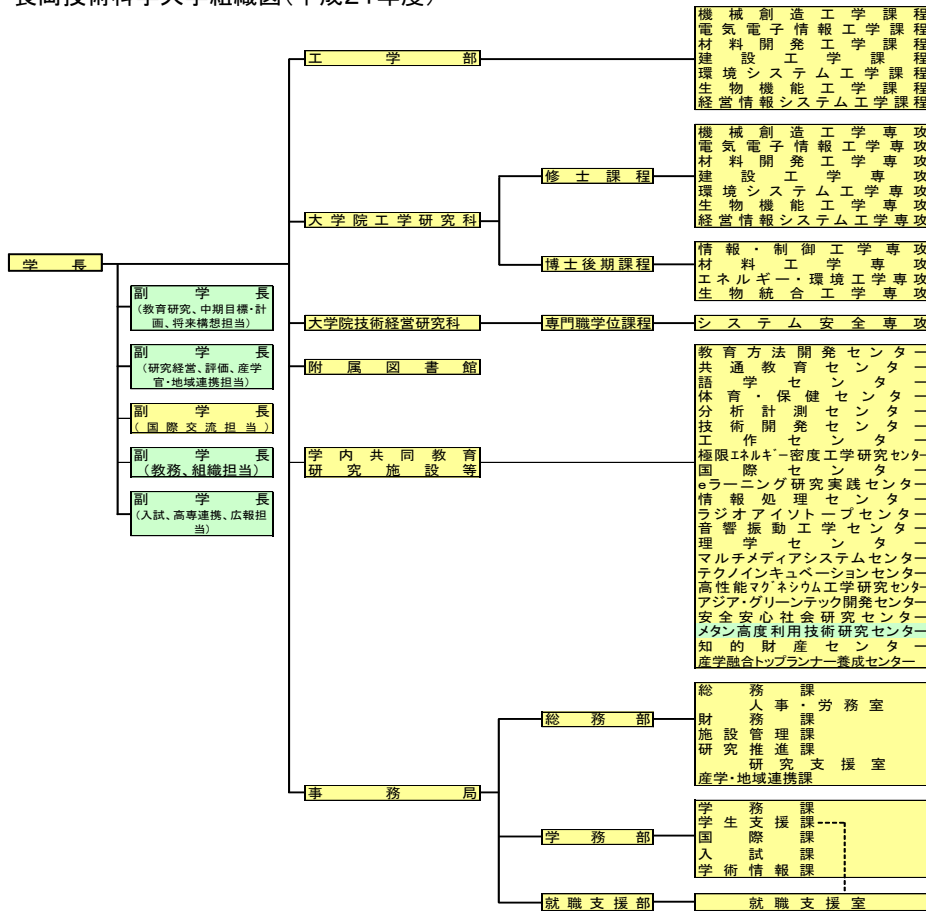 長岡技術科学大学組織図(平成21年度)
学長
副学長
(教育研究、中期目標・計
画、将来構想担当)
副学長
(研究経営、評価、産学
官・地域連携担当)
副学長
(国際交流担当)
副学長
(教務、組織担当)
副学長
(入試、高専連携、広報担
当)
工学部
機械創造工学課程
電気電子情報工学課程
材料開発工学課程
建設工学課程
環境システム工学課程
生物機能工学課程
経営情報システム工学課程
大学院工学研究科
修士課程
機械創造工学専攻
電気電子情報工学専攻
材料開発工学専攻
建設工学専攻
環境システム工学専攻
生物機能工学専攻
経営情報システム工学専攻
博士後期課程
情報・制御工学専攻
材料工学専攻
エネルギー・環境工学専攻
生物統合工学専攻
大学院技術経営研究科
専門職学位課程
システム安全専攻
附属図書館
学内共同教育
研究施設等
教育方法開発センター
共通教育センター
語学センター
体育・保健センター
分析計測センター
技術開発センター
工作センター
極限エネルギー密度工学研究センター
国際センター
eラーニング研究実践センター
情報処理センター
ラジオアイソトープセンター
音響振動工学センター
理学センター
マルチメディアシステムセンター
テクノインキュベーションセンター
高性能マグネシウム工学研究センター
アジア・グリーンテック開発センター
安全安心社会研究センター
メタン高度利用技術研究センター
知的財産センター
産学融合トップランナー養成センター
事務局
総務部
総務課
人事・労務室
財務課
施設管理課
研究推進課
研究支援室
産学・地域連携課
学務部
学務課
学生支援課
国際課
入試課
学術情報課
就職支援部
就職支援室